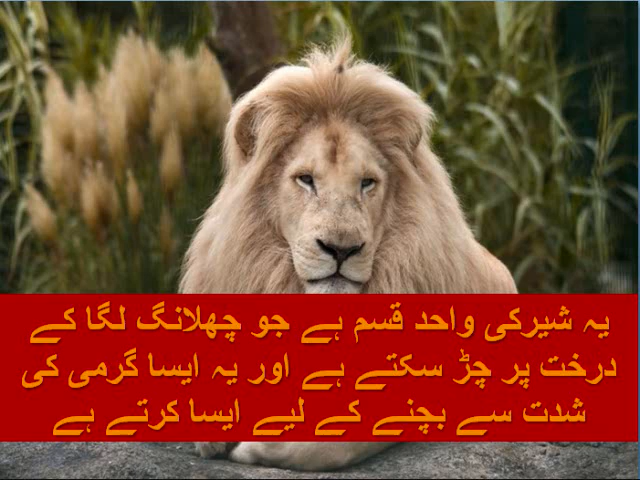 یہ شیرکی واحد قسم ہے جو چھلانگ لگا کے
درخت پر چڑ سکتے ہے اور یہ ایسا گرمی کی
شدت سے بچنے کے لیے ایسا کرتے ہے